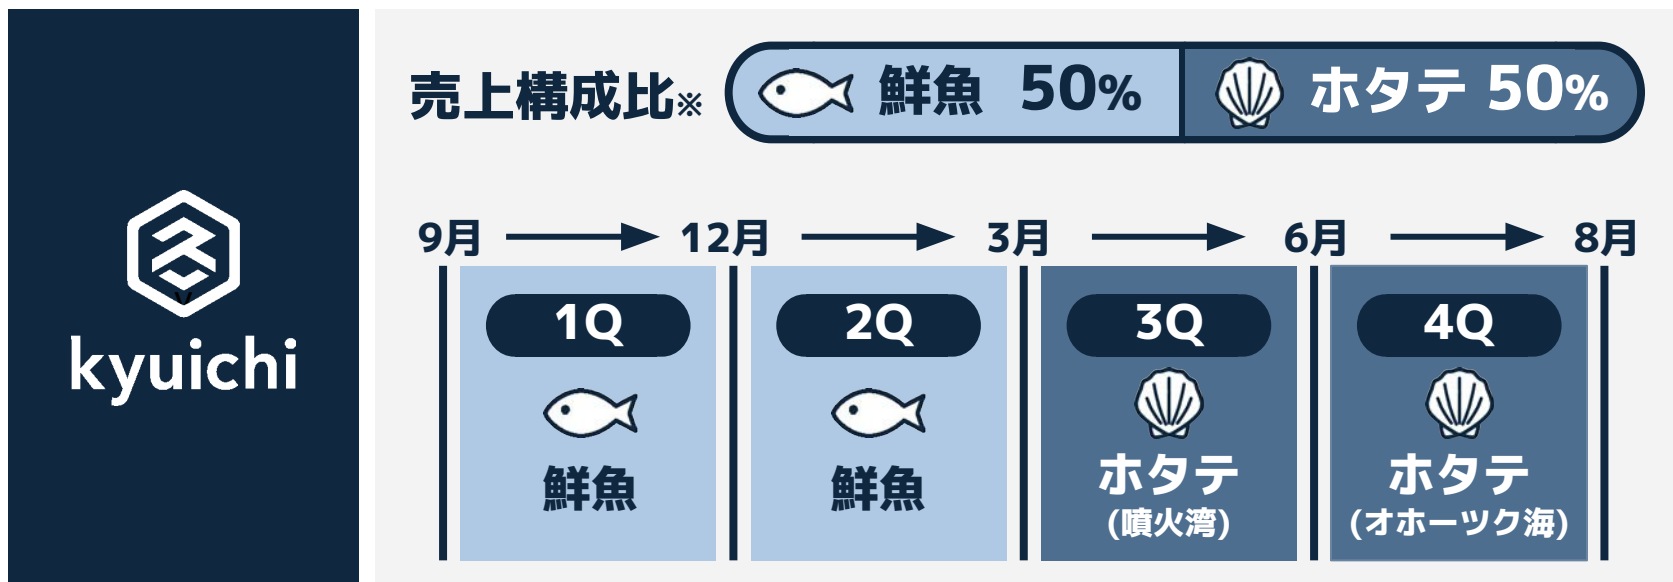 kyuichi
売上構成比※
鮮魚 50%
ホタテ 50%
9月 12月 3月 6月 8月
1Q
鮮魚
2Q
鮮魚
3Q
ホタテ
(噴火湾)
4Q
ホタテ
(オホーツク海)